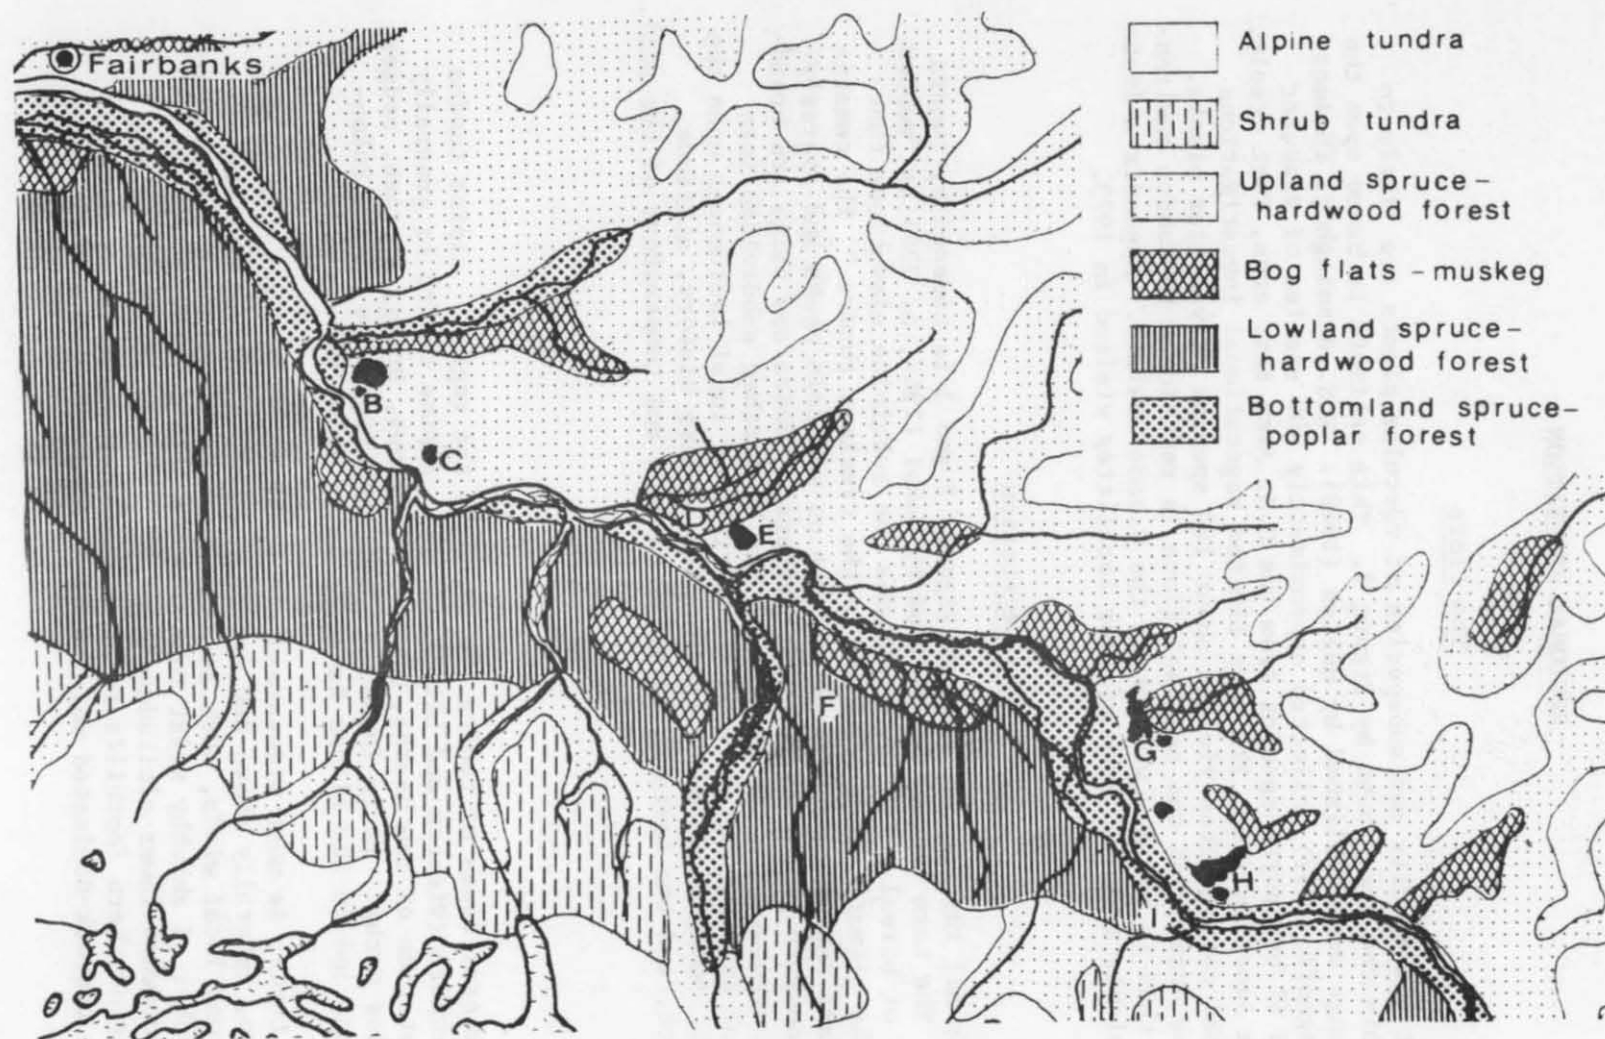 Fairbanks
Alpine tundra
Shrub tundra
Upland spruce-
hardwood forest
Bog flats - muskeg
Lowland spruce-
hardwood forest
Bottomland spruce-
poplar forest
B
C
D
E
F
G
H
I